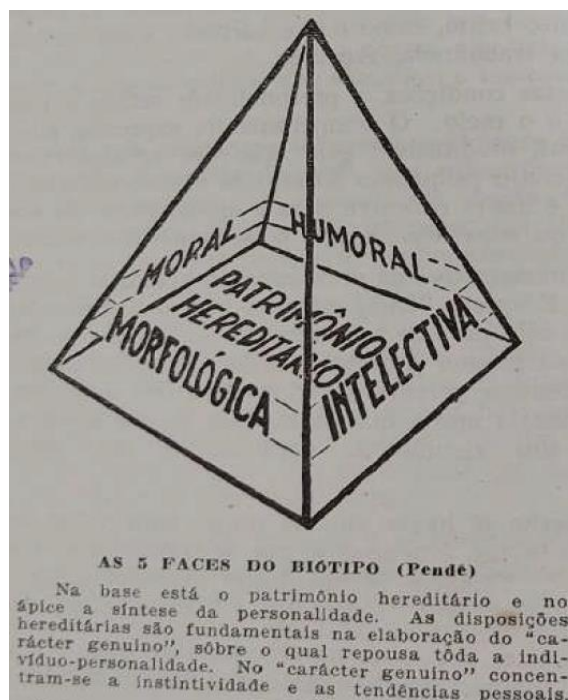 MORAL
HUMORAL
PATRIMÔNIO
HEREDITARIO
MORFOLÓGICA
INTELECTIVA
AS 5 FACES DO BIÓTIPO (Pende)
Na base está o patrimônio hereditário e no
ápice a síntese da personalidade. As disposições
hereditárias são fundamentais na elaboração do "ca-
rácter genuino", sôbre o qual repousa tôda a indi-
víduo-personalidade. No "carácter genuino" concen-
tram-se a instintividade e as tendências pessoais